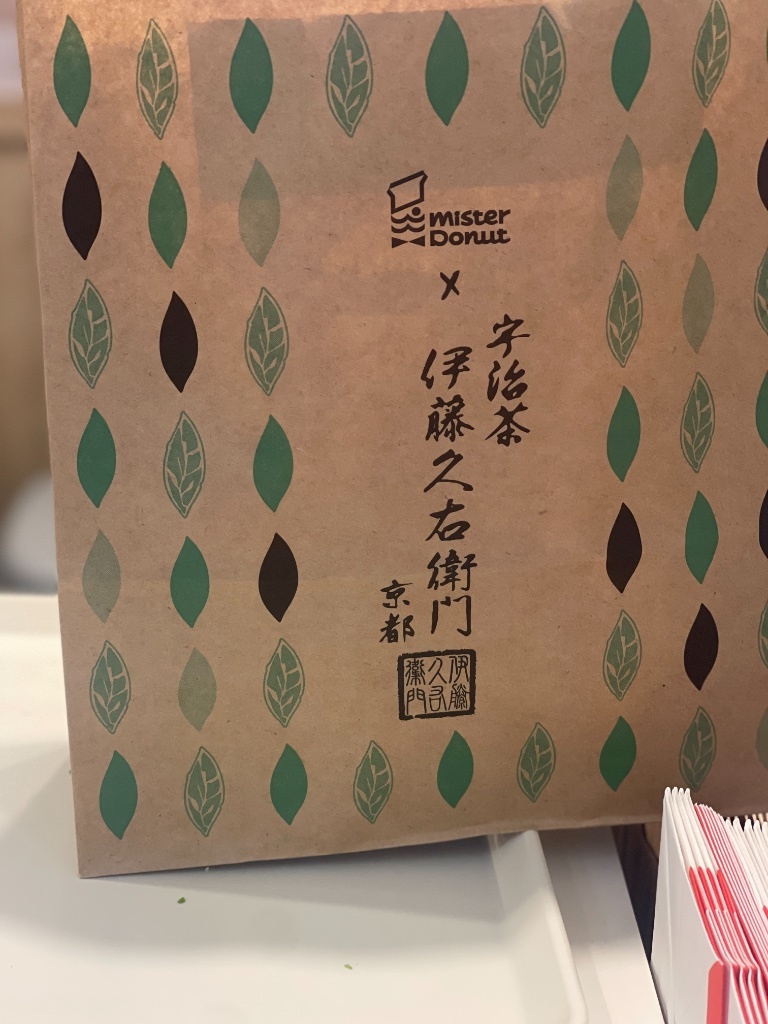 mister
Donut
x
宇治茶
伊藤久右衛門
京都
伊藤
久右
衛門